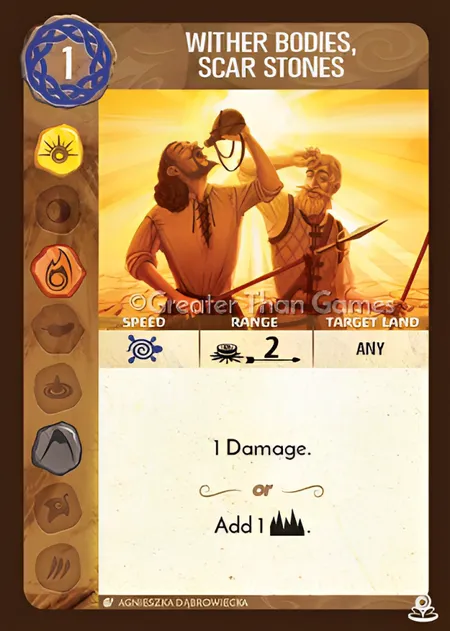 1
WITHER BODIES,
SCAR STONES
©Greater Than Games
SPEED RANGE TARGET LAND
2 ANY
1 Damage.
or
Add 1 .
AGNIESZKA DĄBROWIECKA